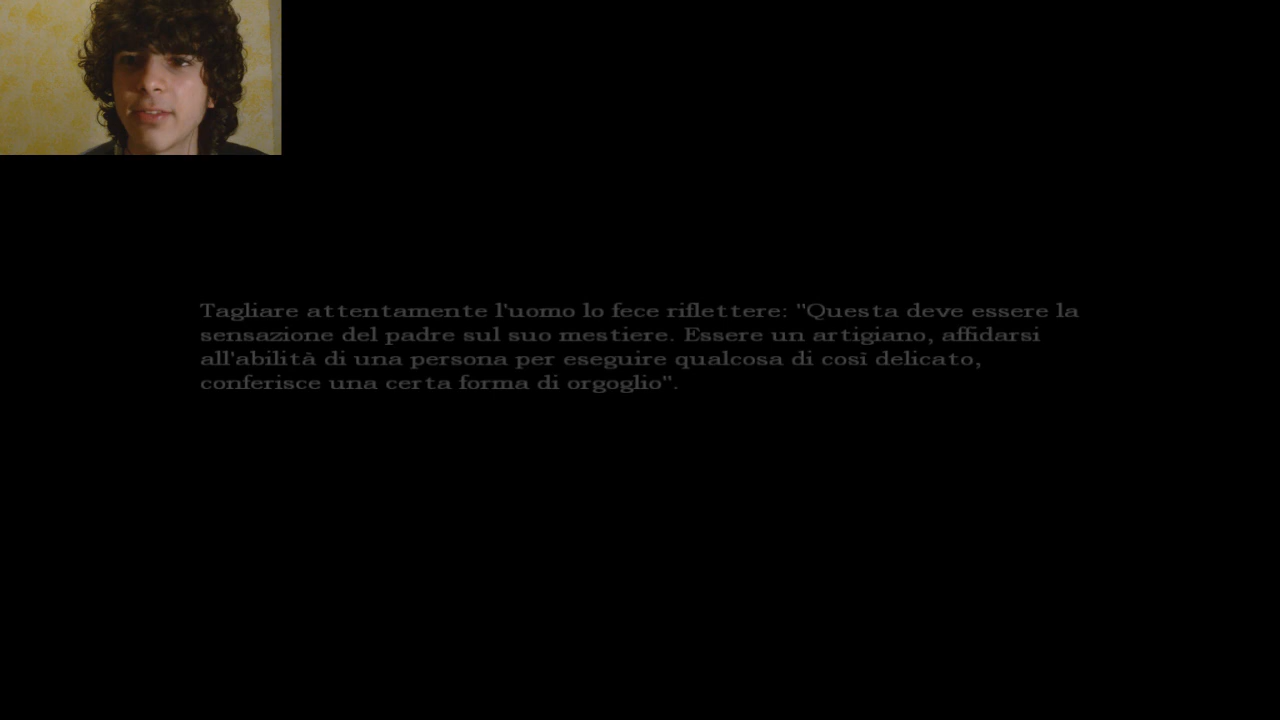 Tagliare attentamente l'uomo lo fece riflettere: "Questa deve essere la
sensazione del padre sul suo mestiere. Essere un artigiano, affidarsi
all'abilità di una persona per eseguire qualcosa di così delicato,
conferisce una certa forma di orgoglio".